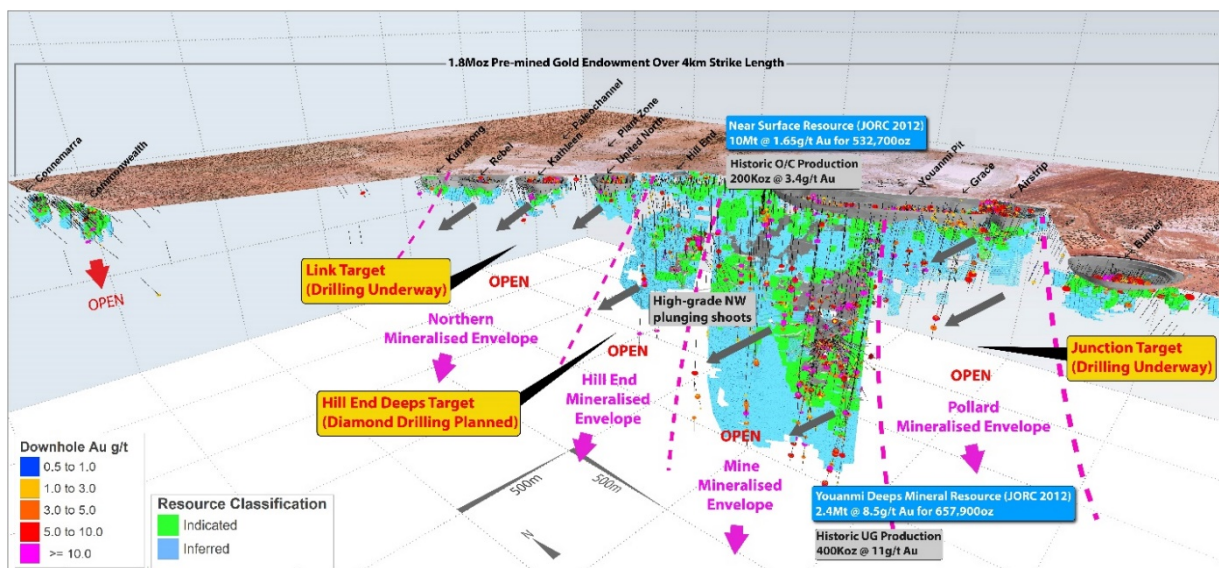 1.8Moz Pre-mined Gold Endowment Over 4km Strike Length
Connemarra
Commonwealth
Kurrajong
Rebel
Kathleen
Paleochannel
Plant Zone
United North
Hill End
Near Surface Resource (JORC 2012)
10Mt @ 1.65g/t Au for 532,700oz
Historic O/C Production
200Koz @ 3.4g/t Au
Youanmi Pit
Grace
Airstrip
Bunker
OPEN
Link Target
(Drilling Underway)
OPEN
Northern
Mineralised Envelope
High-grade NW
plunging shoots
Hill End Deeps Target
(Diamond Drilling Planned)
OPEN
Hill End
Mineralised
Envelope
OPEN
Mine
Mineralised
Envelope
Junction Target
(Drilling Underway)
OPEN
Pollard
Mineralised Envelope
Youanmi Deeps Mineral Resource (JORC 2012)
2.4Mt @ 8.5g/t Au for 657,900oz
Historic UG Production
400Koz @ 11g/t Au
500m
500m
N
Downhole Au g/t
0.5 to 1.0
1.0 to 3.0
3.0 to 5.0
5.0 to 10.0
>= 10.0
Resource Classification
Indicated
Inferred